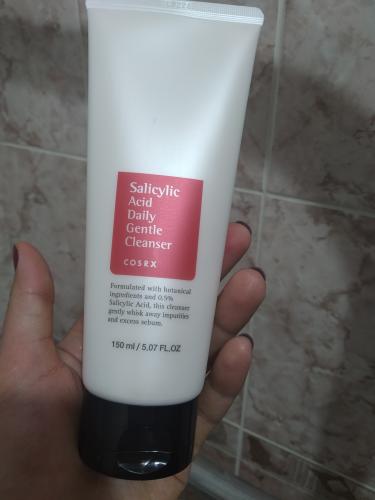 Salicylic
Acid
Daily
Gentle
Cleanser
COSRX
Formulated with botanical
ingredients and 0.5%
Salicylic Acid, this cleanser
gently whisk away impurities
and excess sebum.
150 ml / 5.07 FL.OZ